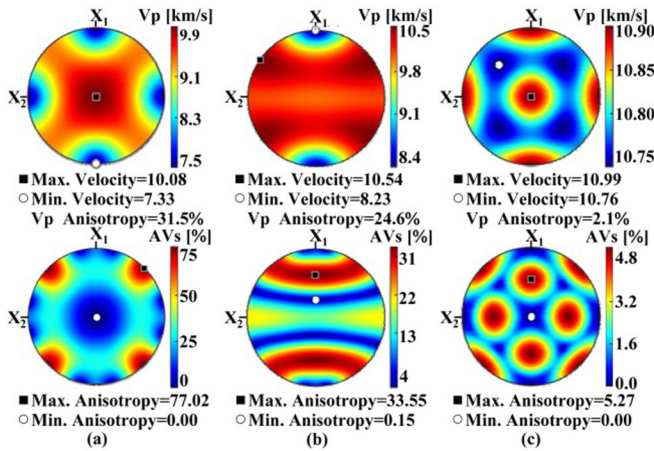 X1 Vp [km/s]
9.9
9.1
8.3
7.5
X2
■ Max. Velocity=10.08
○ Min. Velocity=7.33
Vp Anisotropy=31.5%
X1 Vp [km/s]
10.5
9.8
9.1
8.4
■ Max. Velocity=10.54
○ Min. Velocity=8.23
Vp Anisotropy=24.6%
X1 Vp [km/s]
10.90
10.85
10.80
10.74
X2
■ Max. Velocity=10.99
○ Min. Velocity=10.76
Vp Anisotropy=2.1%
X1 AVs [%]
75
50
25
0
X2
■ Max. Anisotropy=77.02
○ Min. Anisotropy=0.00
(a)
X1 AVs [%]
31
22
13
4
■ Max. Anisotropy=33.55
○ Min. Anisotropy=0.15
(b)
X1 AVs [%]
4.8
3.2
1.6
0.0
X2
■ Max. Anisotropy=5.27
○ Min. Anisotropy=0.00
(c)